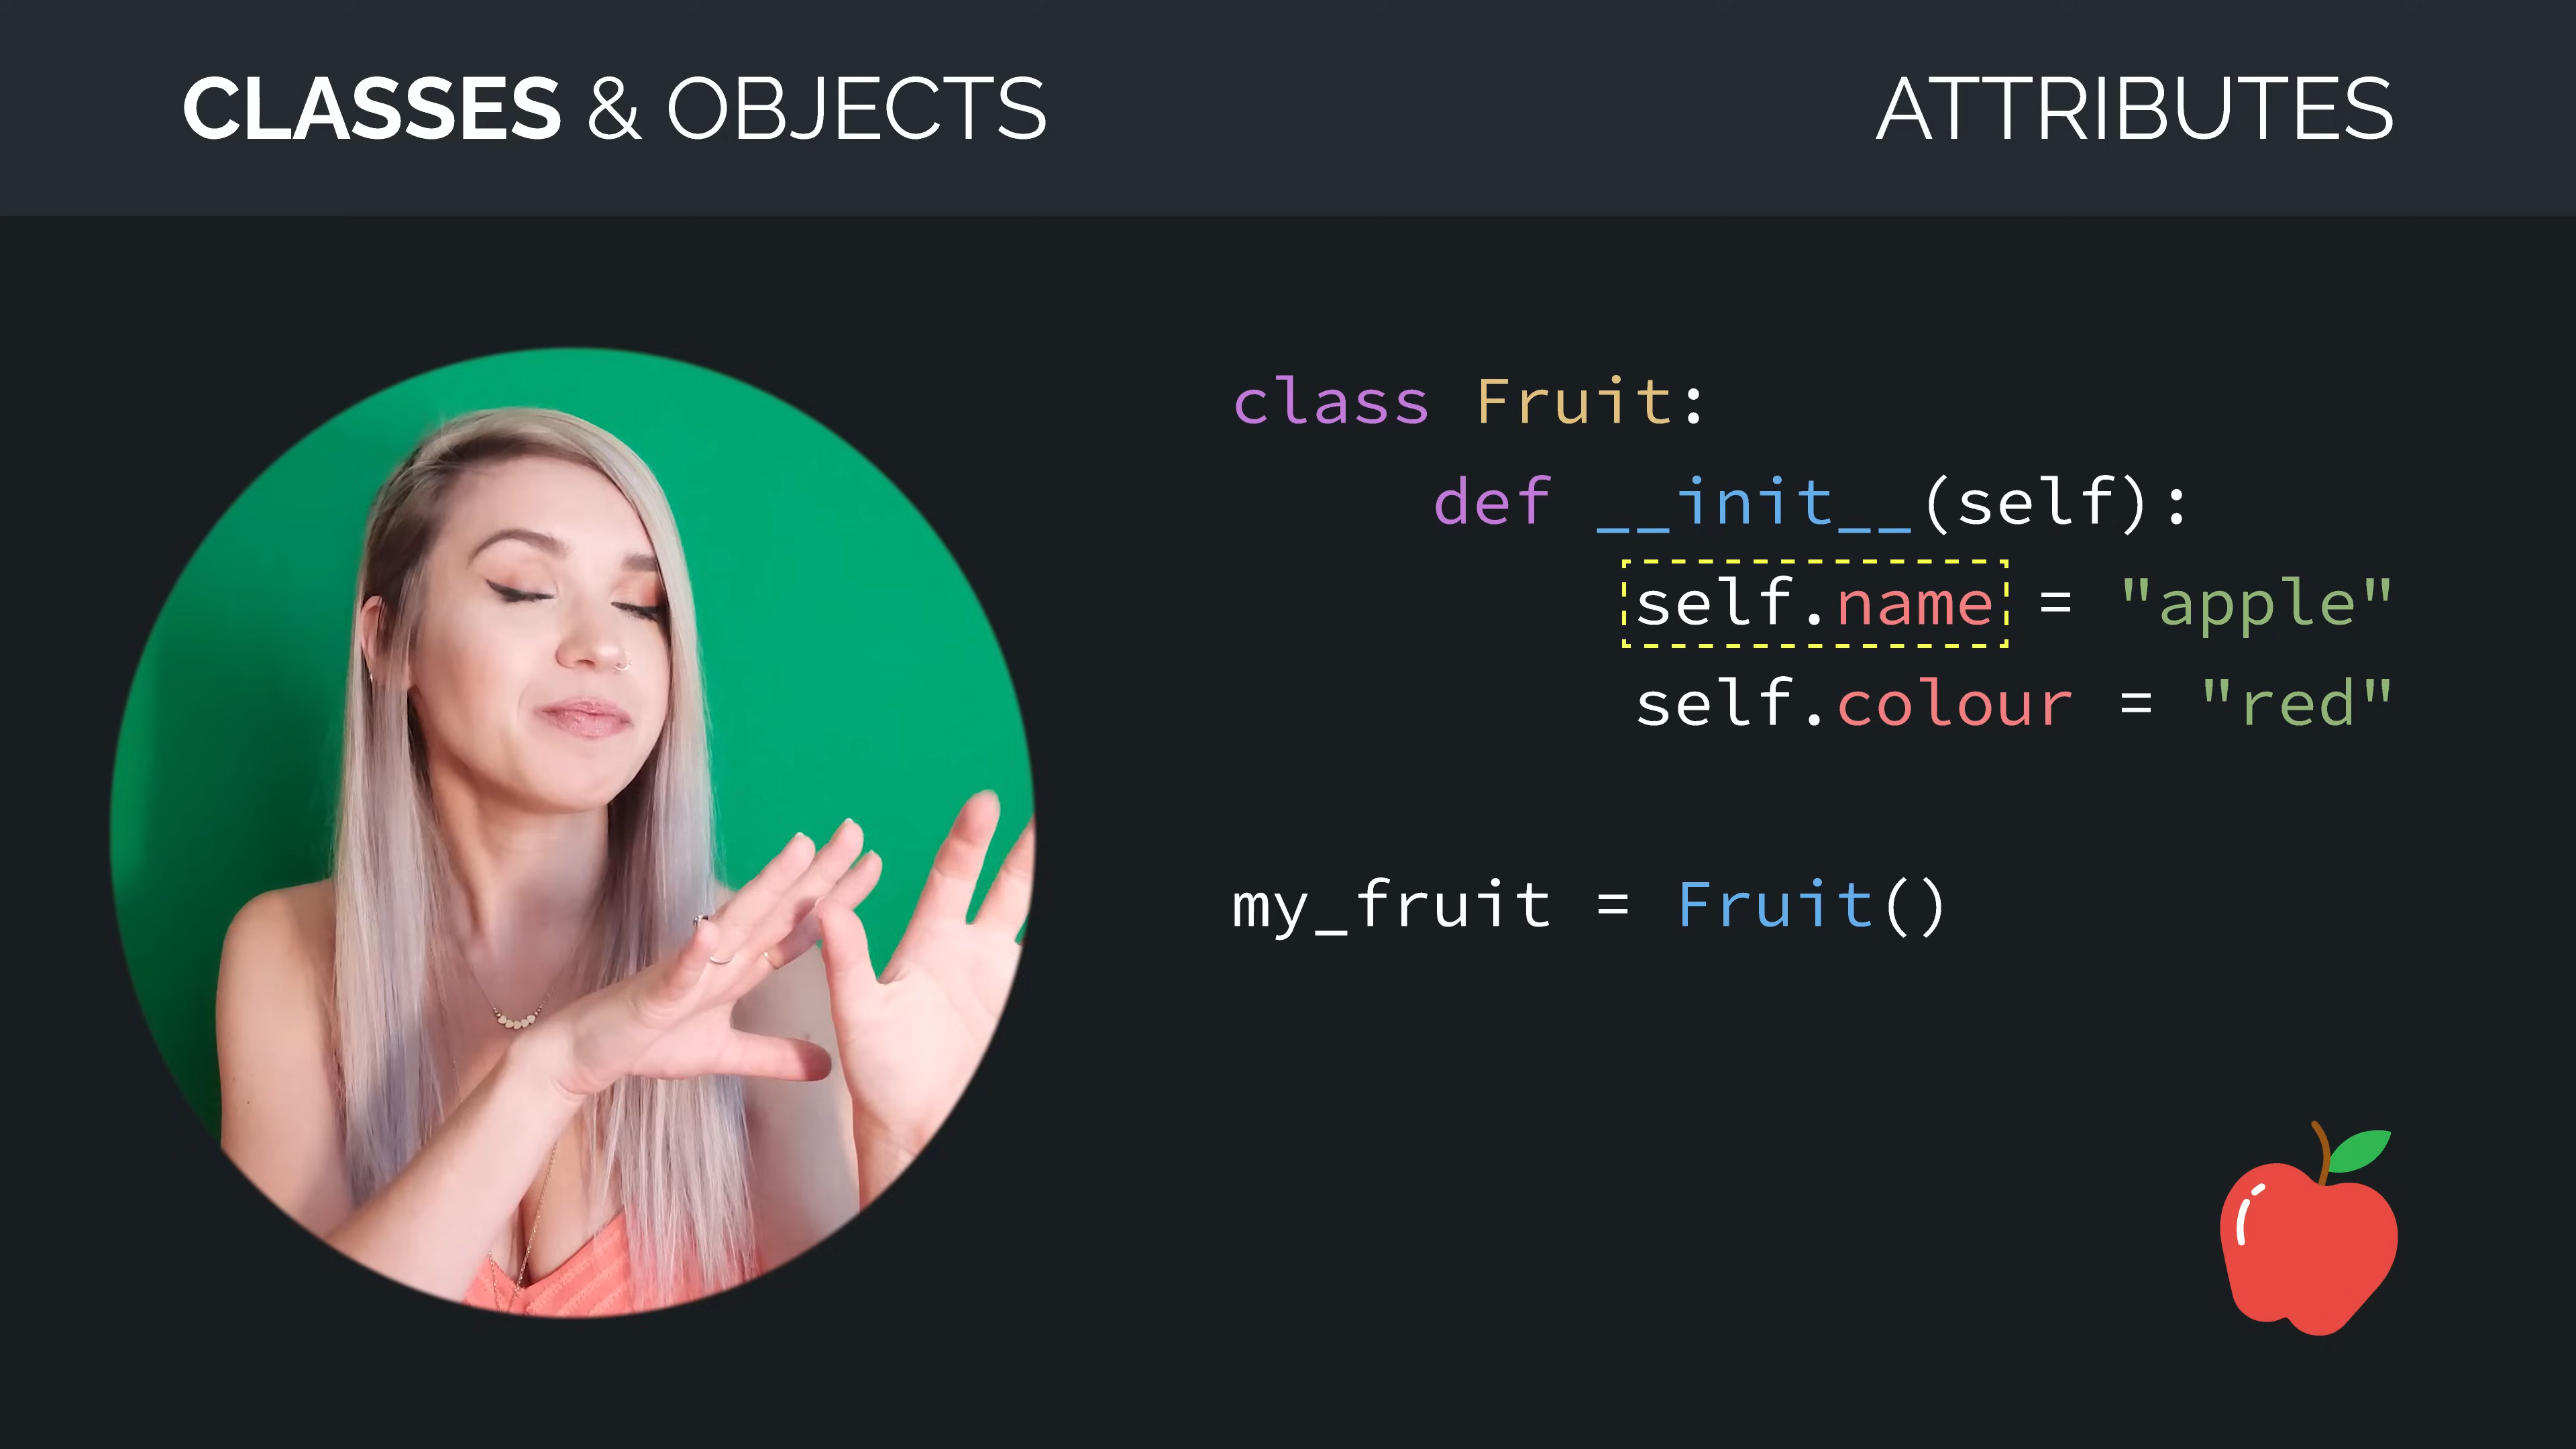 CLASSES & OBJECTS
ATTRIBUTES
class Fruit:
def __init__(self):
self.name = "apple"
self.colour = "red"
my_fruit = Fruit()